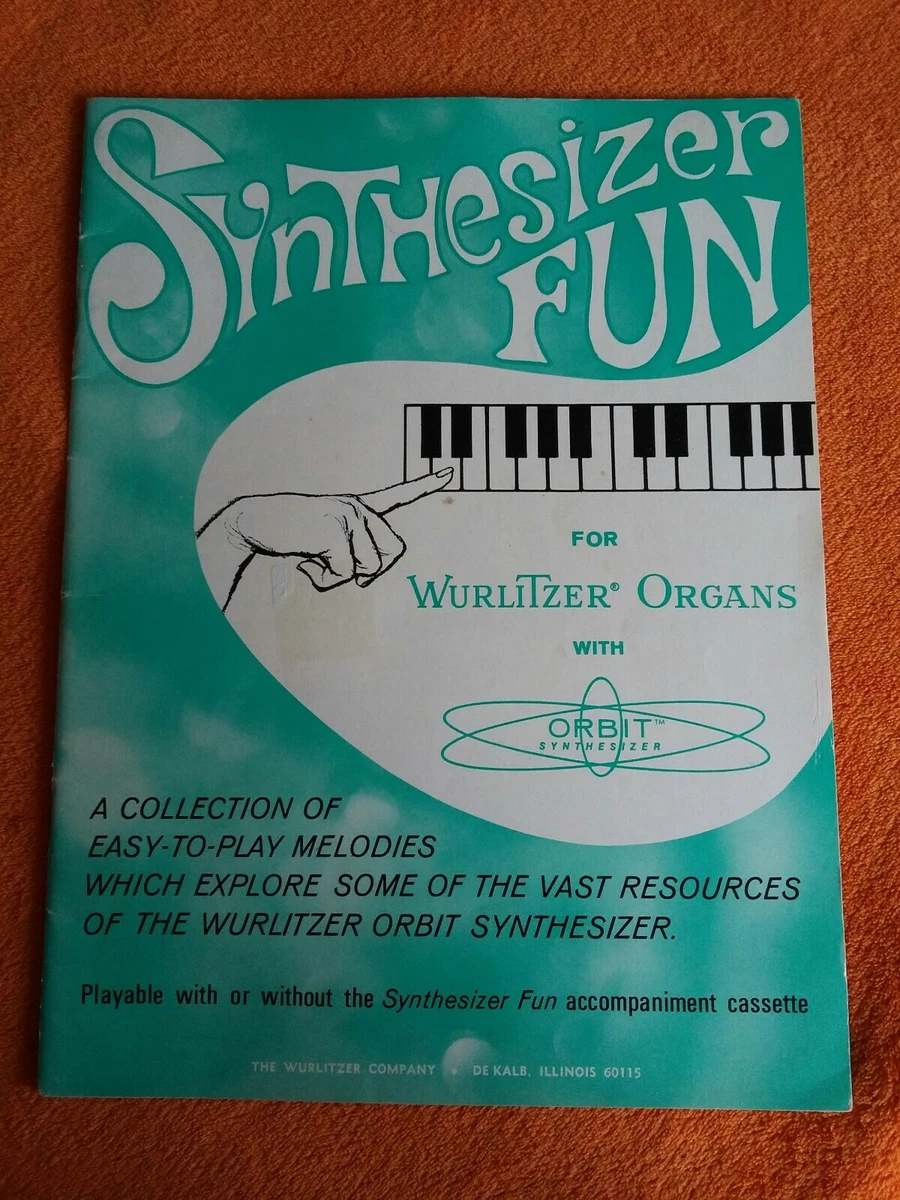 Synthesizer
FUN
FOR
WURLITZER® ORGANS
WITH
ORBIT™
SYNTHESIZER
A COLLECTION OF
EASY-TO-PLAY MELODIES
WHICH EXPLORE SOME OF THE VAST RESOURCES
OF THE WURLITZER ORBIT SYNTHESIZER.
Playable with or without the Synthesizer Fun accompaniment cassette
THE WURLITZER COMPANY • DE KALB, ILLINOIS 60115